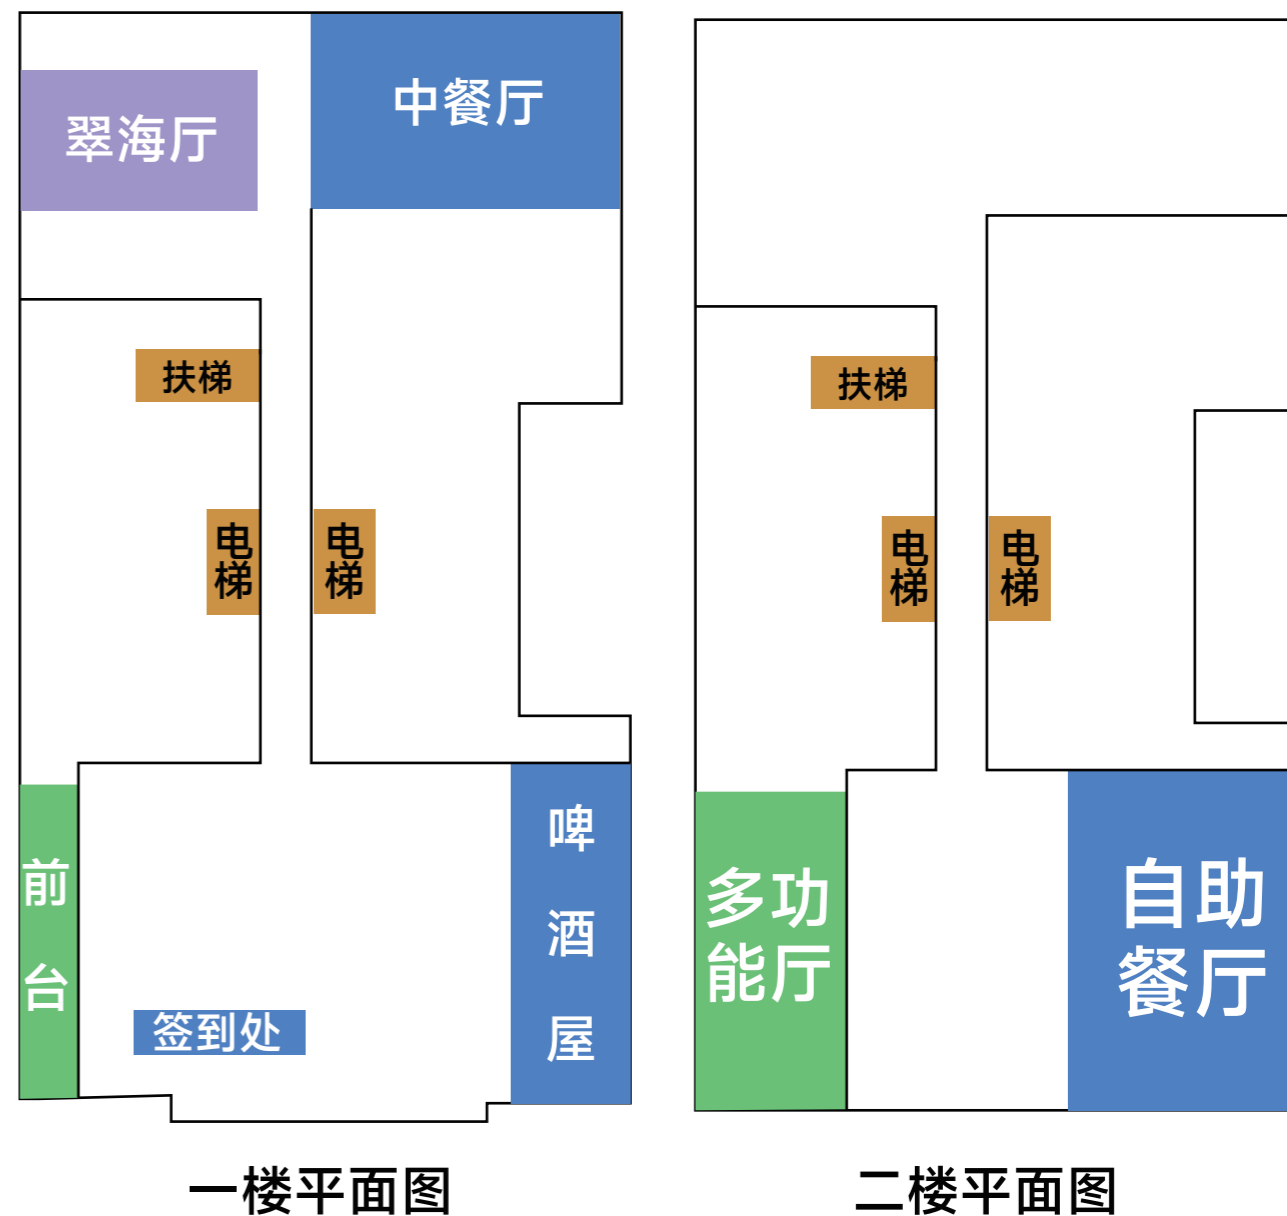 翠海厅
中餐厅
扶梯
电梯
电梯
前台
啤酒屋
签到处
一楼平面图
扶梯
电梯
电梯
多功
能厅
自助
餐厅
二楼平面图